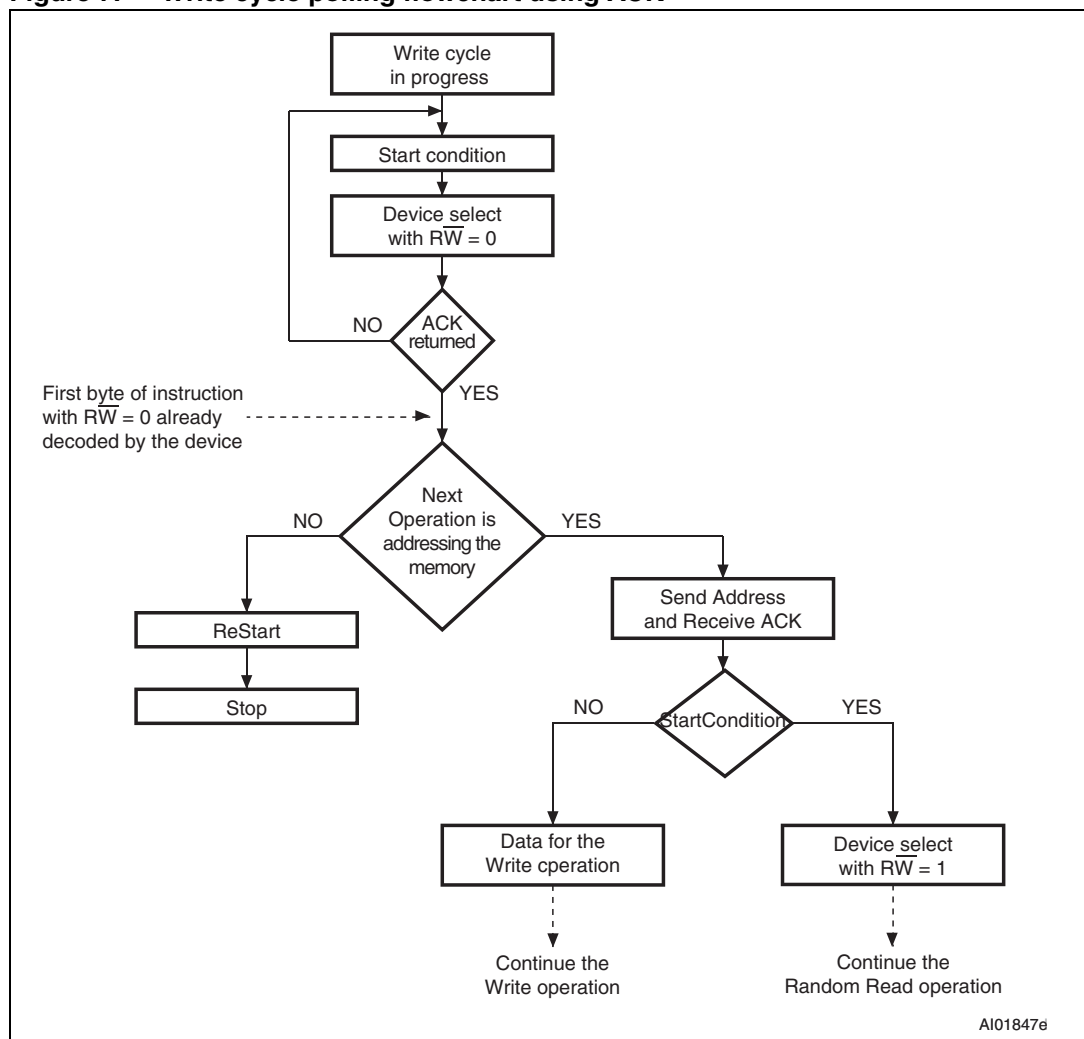 Write cycle
in progress
Start condition
Device select
with RW̅ = 0
NO
ACK
returned
YES
First byte of instruction
with RW̅ = 0 already
decoded by the device
Next
Operation is
addressing the
memory
NO
YES
ReStart
Stop
Send Address
and Receive ACK
NO
StartCondition
YES
Data for the
Write cperation
Device select
with RW̅ = 1
Continue the
Write operation
Continue the
Random Read operation
AI01847e